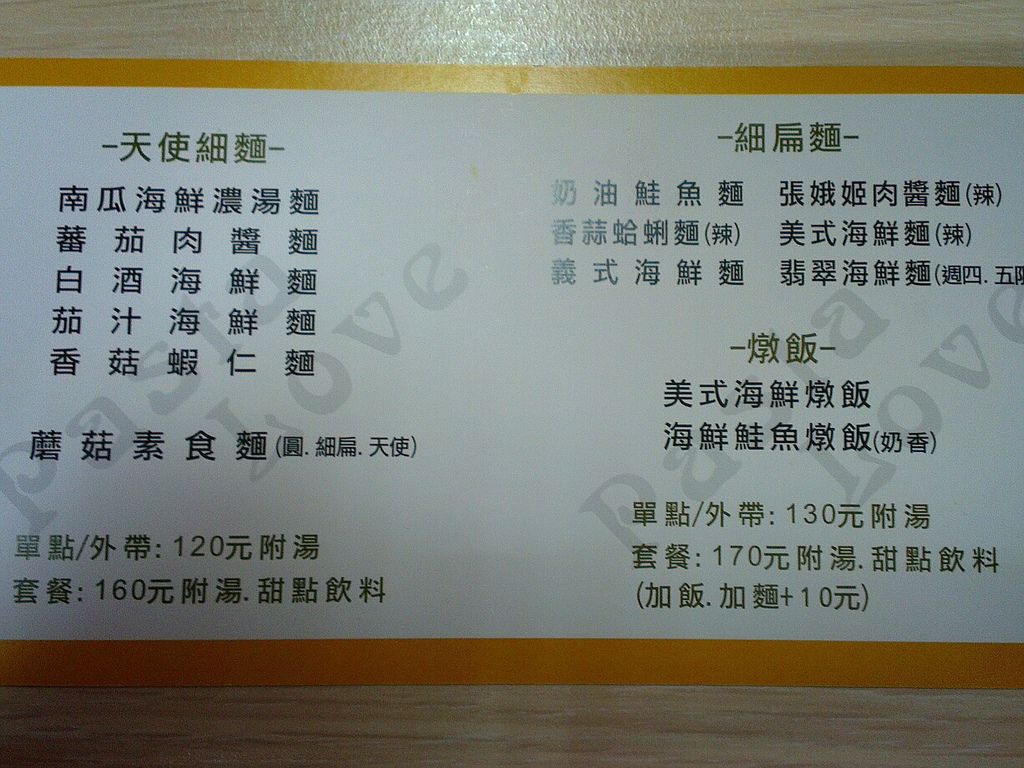 -天使細麵-
南瓜海鮮濃湯麵
蕃茄肉醬麵
白酒海鮮麵
茄汁海鮮麵
香菇蝦仁麵
蘑菇素食麵(圓.細扁.天使)
單點/外帶:120元附湯
套餐:160元附湯.甜點飲料
Pasta
Love
-細扁麵-
奶油鮭魚麵 張娥姬肉醬麵(辣)
香蒜蛤蜊麵(辣) 美式海鮮麵(辣)
義式海鮮麵 翡翠海鮮麵(週四.五限
-燉飯-
美式海鮮燉飯
海鮮鮭魚燉飯(奶香)
單點/外帶:130元附湯
套餐:170元附湯.甜點飲料
(加飯.加麵+10元)
Pasta
Love